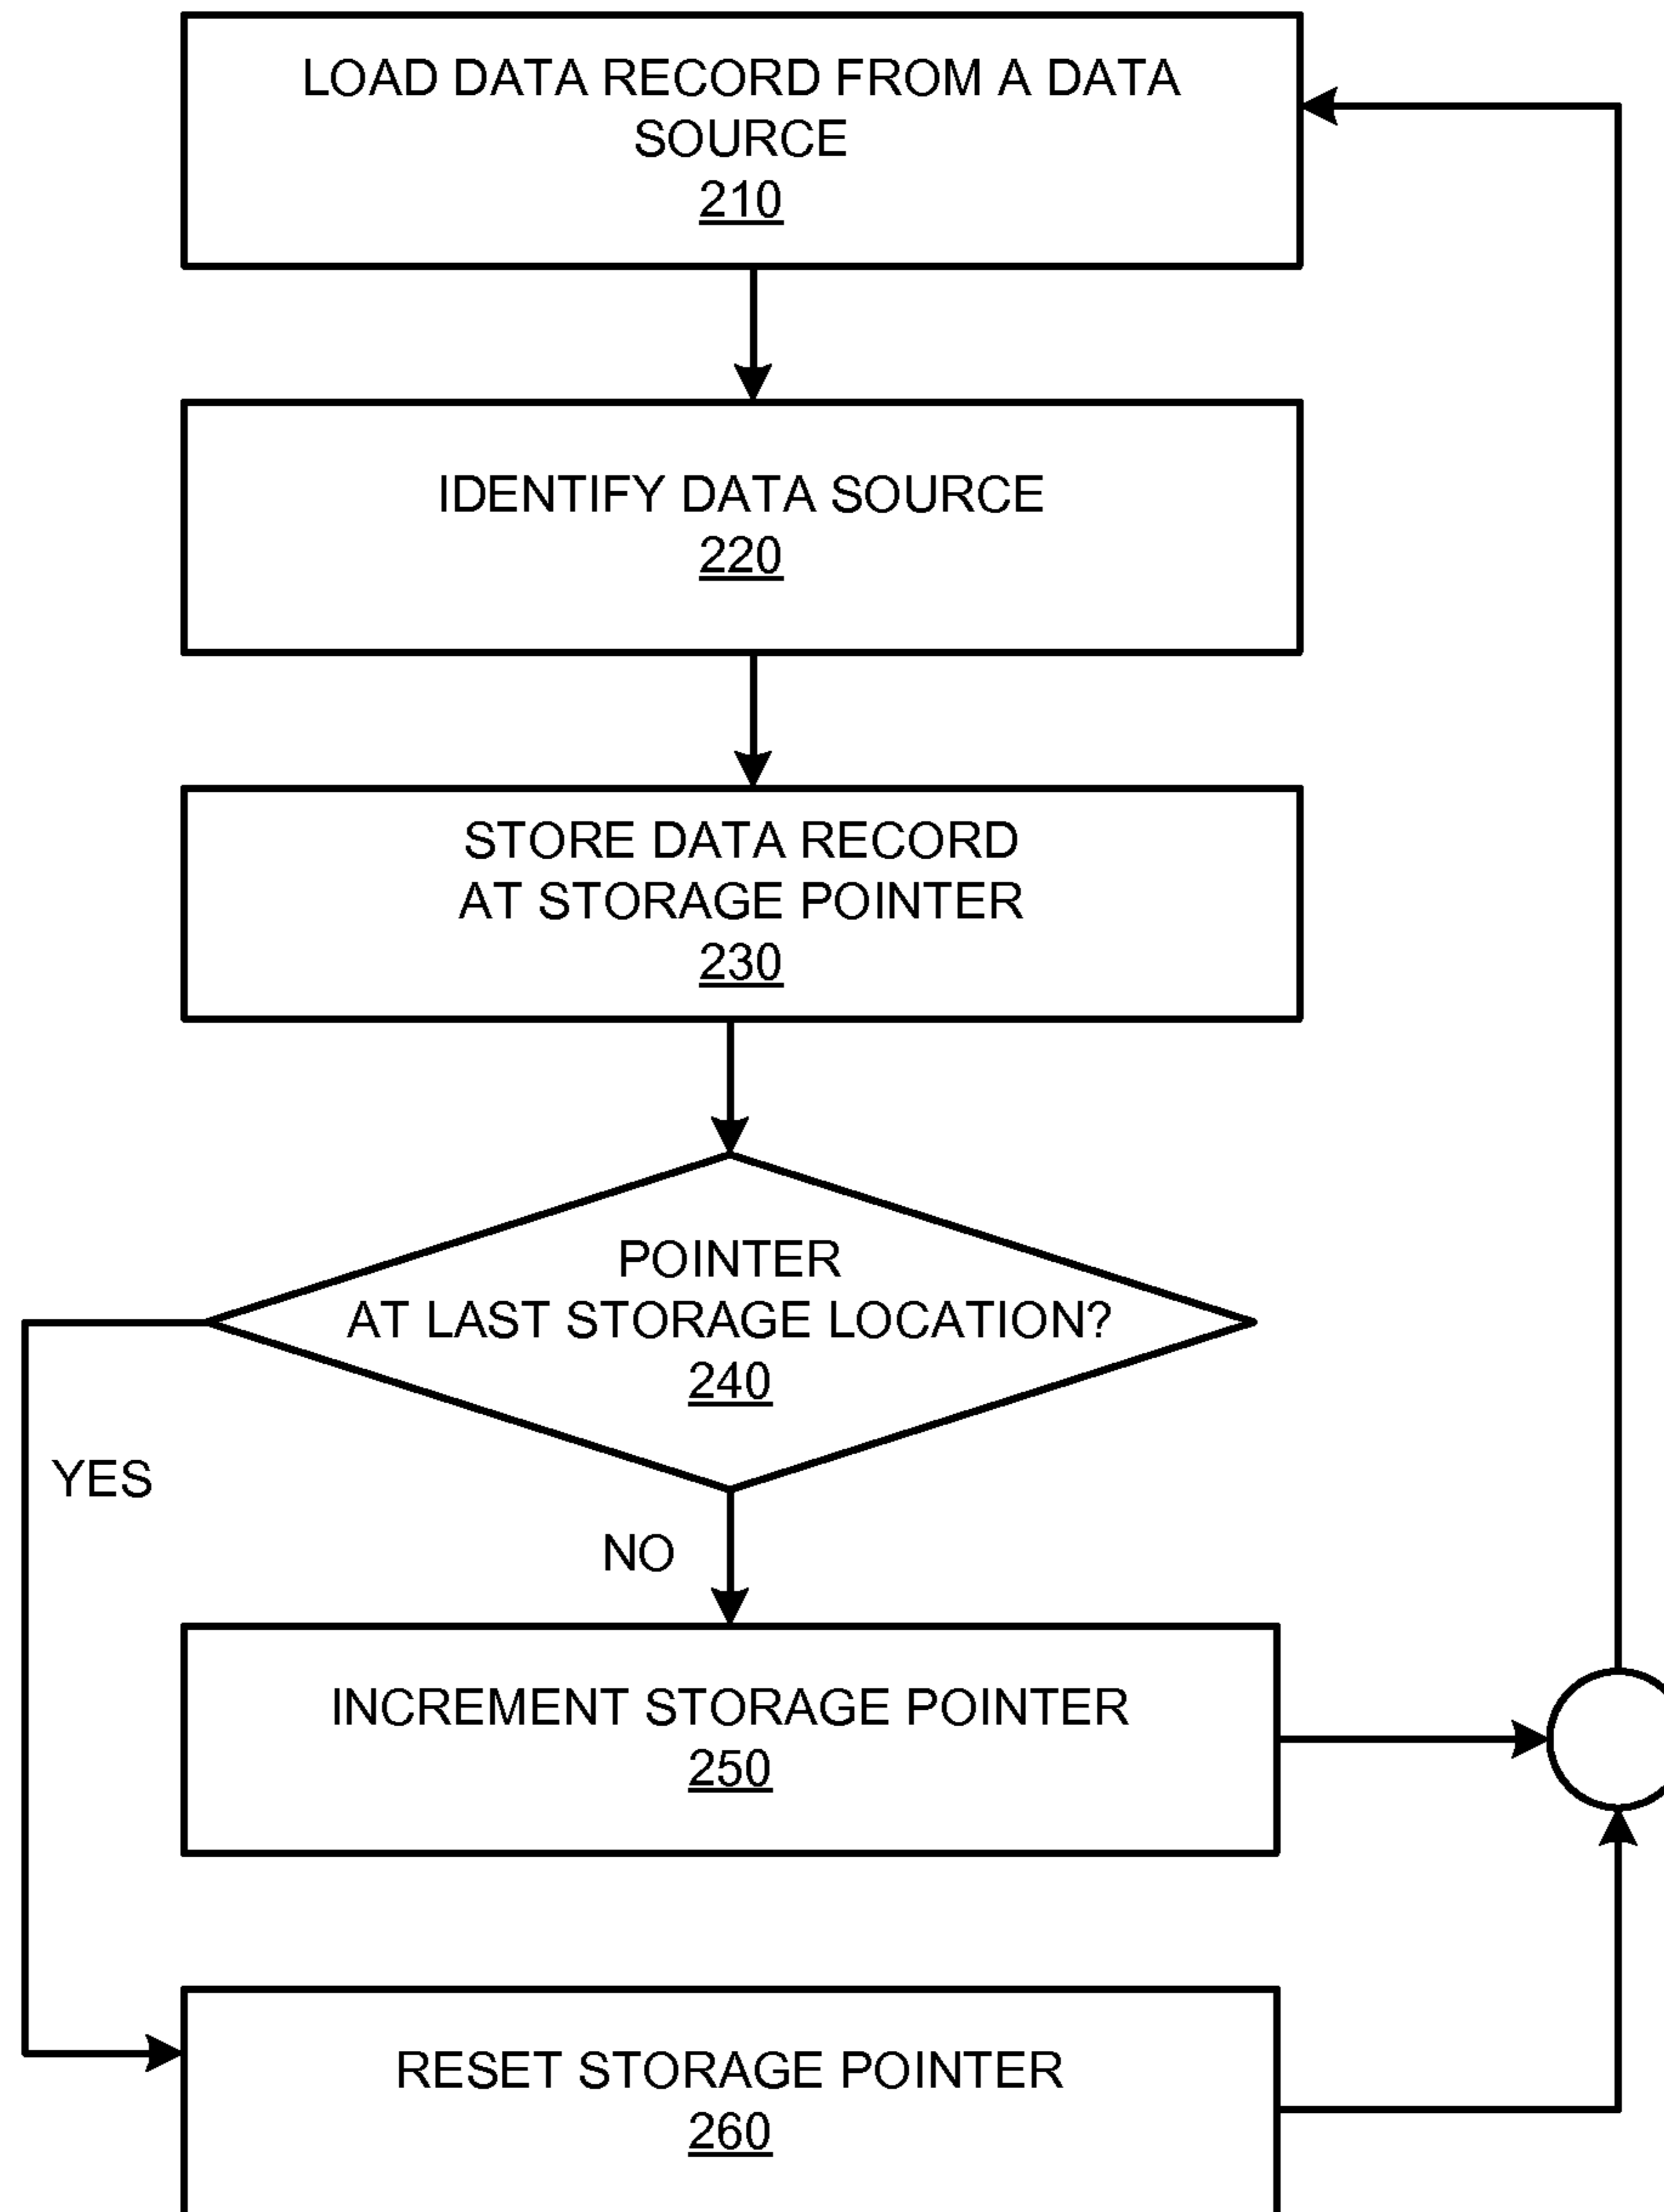 LOAD DATA RECORD FROM A DATA
SOURCE
210
IDENTIFY DATA SOURCE
220
STORE DATA RECORD
AT STORAGE POINTER
230
POINTER
AT LAST STORAGE LOCATION?
240
YES
NO
INCREMENT STORAGE POINTER
250
RESET STORAGE POINTER
260